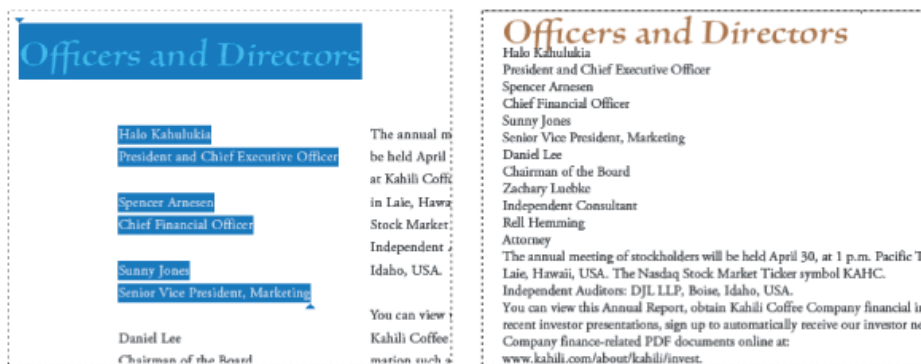 Officers and Directors
Halo Kahulukia
President and Chief Executive Officer
Spencer Arnesen
Chief Financial Officer
Sunny Jones
Senior Vice President, Marketing
Daniel Lee
Chairman of the Board
The annual
be held April
at Kahili
in Laie,
Stock Market
Independent
Idaho, USA.
You can view
Kahili Coffee
such
Officers and Directors
Halo Kahulukia
President and Chief Executive Officer
Spencer Arnesen
Chief Financial Officer
Sunny Jones
Senior Vice President, Marketing
Daniel Lee
Chairman of the Board
Zachary Luebke
Independent Consultant
Rell Hemming
Attorney
The annual meeting of stockholders will be held April 30, at 1 p.m. Pacific
Laie, Hawaii, USA. The Nasdaq Stock Market Ticker symbol KAHC.
Independent Auditors: DJL LLP, Boise, Idaho, USA.
You can view this Annual Report, obtain Kahili Coffee Company financial
recent investor presentations, sign up to automatically receive our investor
Company finance-related PDF documents online at:
www.kahili.com/about/kahili/invest.